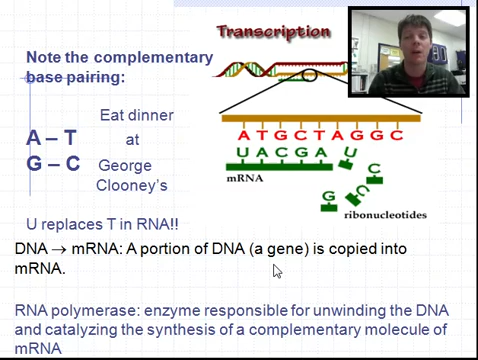 Transcription
Note the complementary
base pairing:
Eat dinner
A – T at
G – C George
Clooney's
A T G C T A G G C
U A C G A U
C
G C
mRNA
ribonucleotides
U replaces T in RNA!!
DNA → mRNA: A portion of DNA (a gene) is copied into
mRNA.
RNA polymerase: enzyme responsible for unwinding the DNA
and catalyzing the synthesis of a complementary molecule of
mRNA